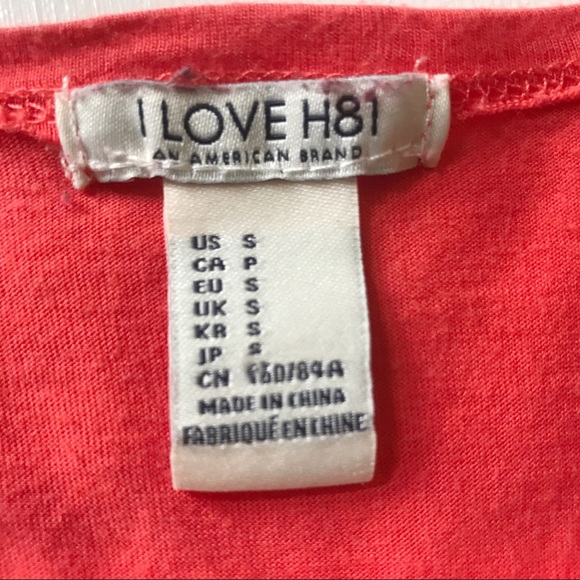 I LOVE H81
AN AMERICAN BRAND
US S
CA P
EU S
UK S
KR S
JP S
CN 160/84A
MADE IN CHINA
FABRIQUÉ EN CHINE